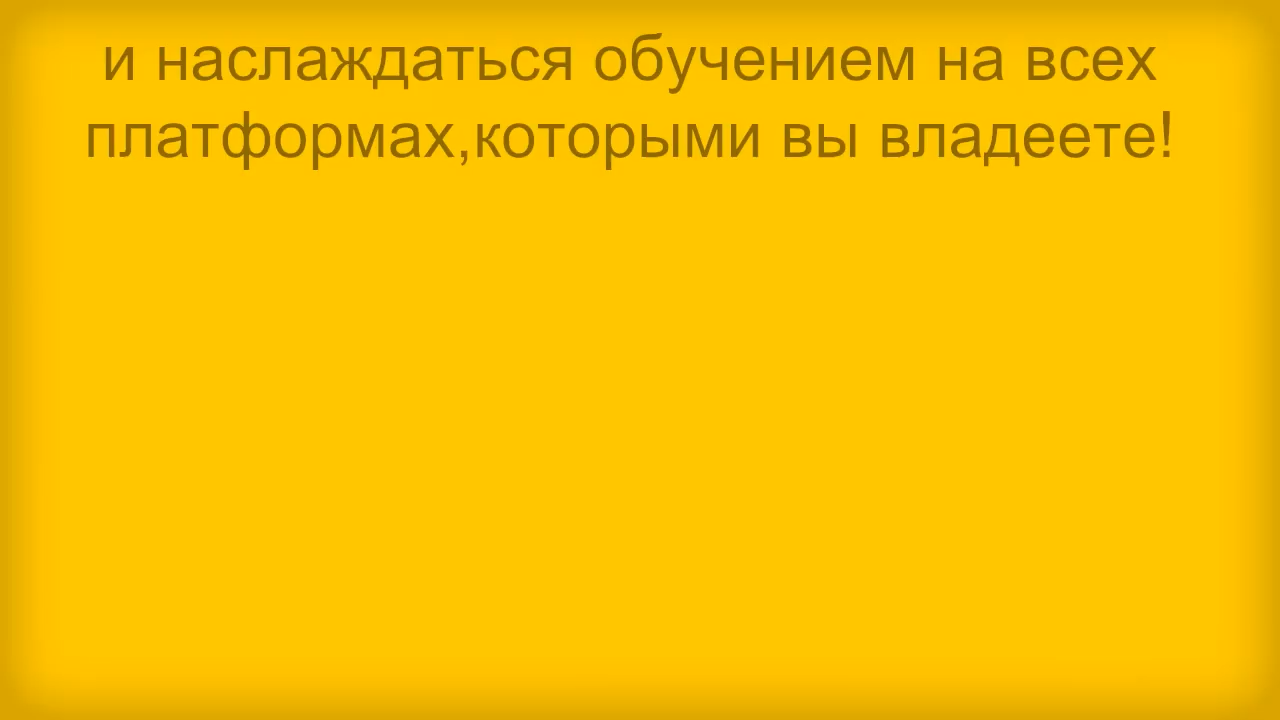 и наслаждаться обучением на всех
платформах,которыми вы владеете!